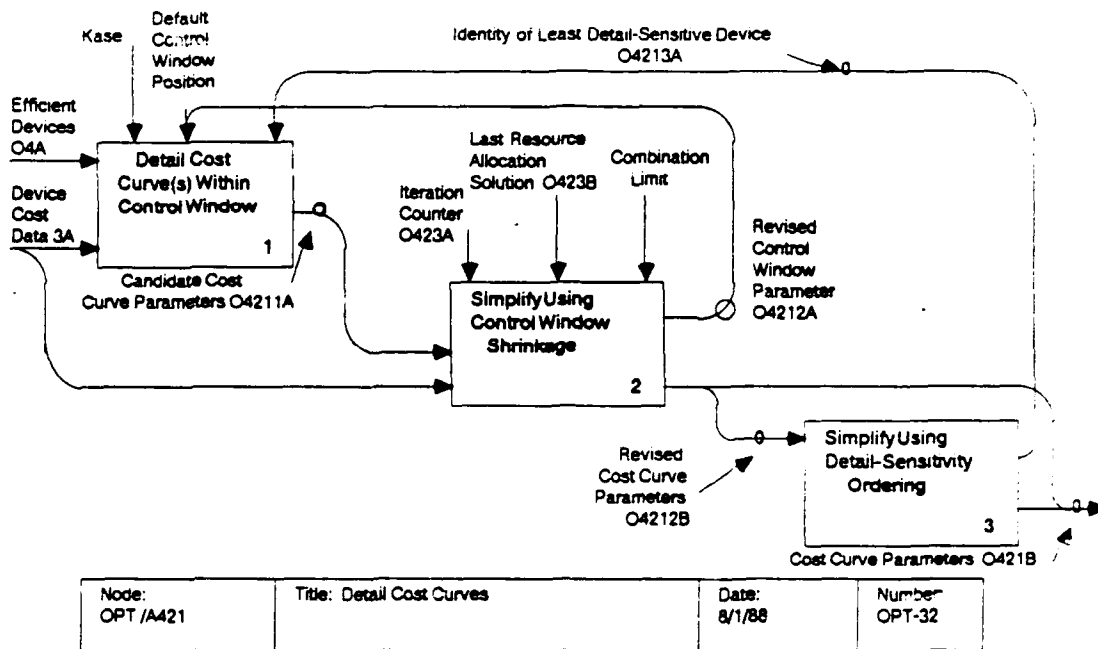 Kase
Default
Control
Window
Position
Identity of Least Detail-Sensitive Device
O4213A
Efficient
Devices
O4A
Device
Cost
Data 3A
Detail Cost
Curve(s) Within
Control Window
1
Candidate Cost
Curve Parameters O4211A
Iteration
Counter
O423A
Last Resource
Allocation
Solution O423B
Combination
Limit
Simplify Using
Control Window
Shrinkage
2
Revised
Control
Window
Parameter
O4212A
Revised
Cost Curve
Parameters
O4212B
Simplify Using
Detail-Sensitivity
Ordering
3
Cost Curve Parameters O421B
Node:
OPT /A421
Title: Detail Cost Curves
Date:
8/1/88
Number
OPT-32